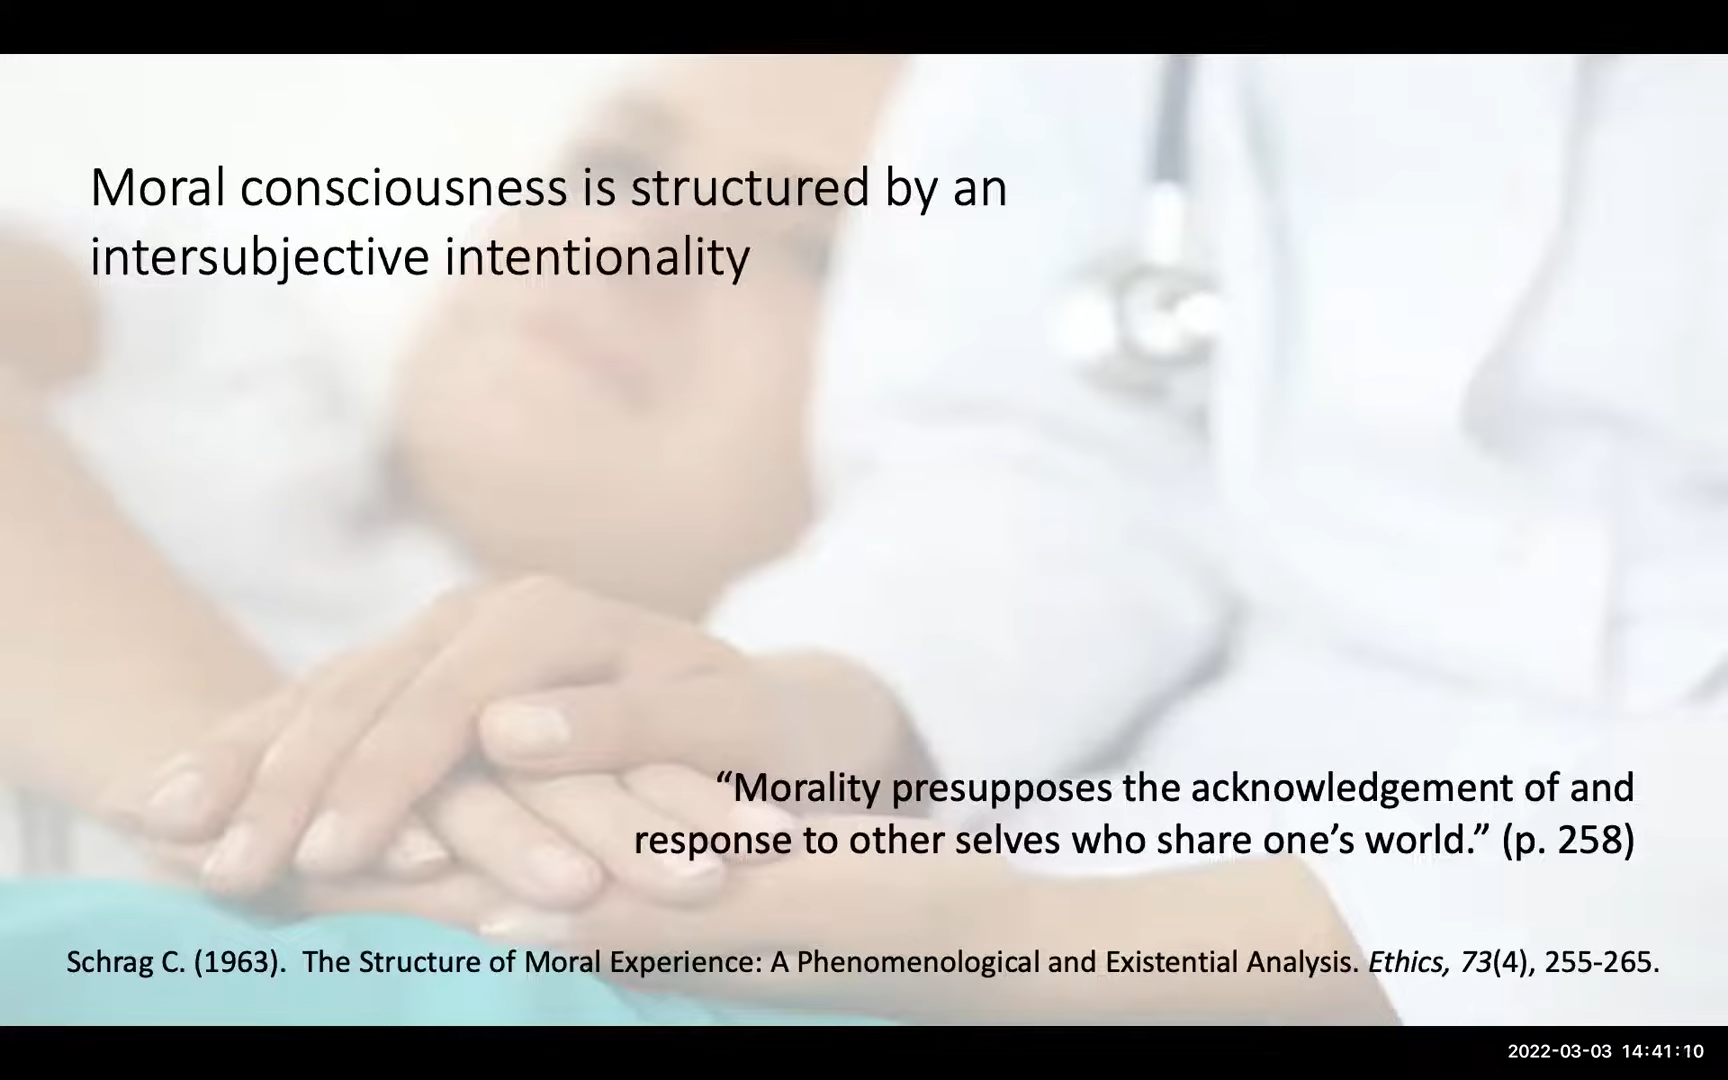 Moral consciousness is structured by an
intersubjective intentionality
“Morality presupposes the acknowledgement of and
response to other selves who share one’s world.” (p. 258)
Schrag C. (1963).  The Structure of Moral Experience: A Phenomenological and Existential Analysis. Ethics, 73(4), 255-265.
2022-03-03 14:41:10